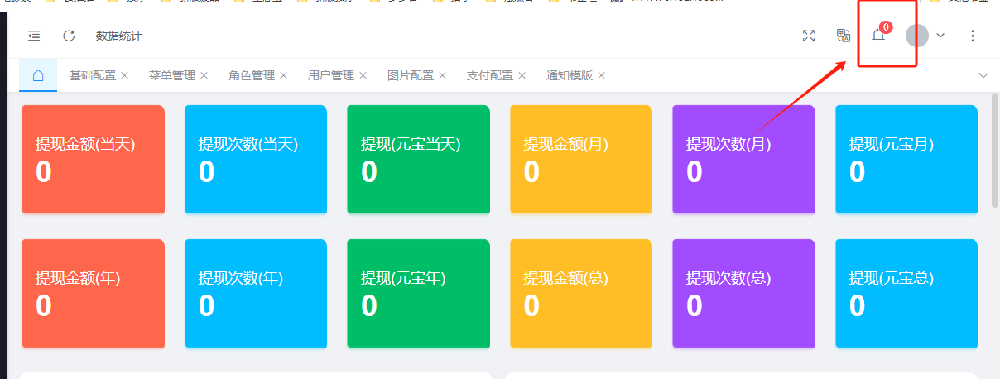 数据统计
0
基础配置
菜单管理
角色管理
用户管理
图片配置
支付配置
通知模版
提现金额(当天)
0
提现次数(当天)
0
提现(元宝当天)
0
提现金额(月)
0
提现次数(月)
0
提现(元宝月)
0
提现金额(年)
0
提现次数(年)
0
提现(元宝年)
0
提现金额(总)
0
提现次数(总)
0
提现(元宝总)
0